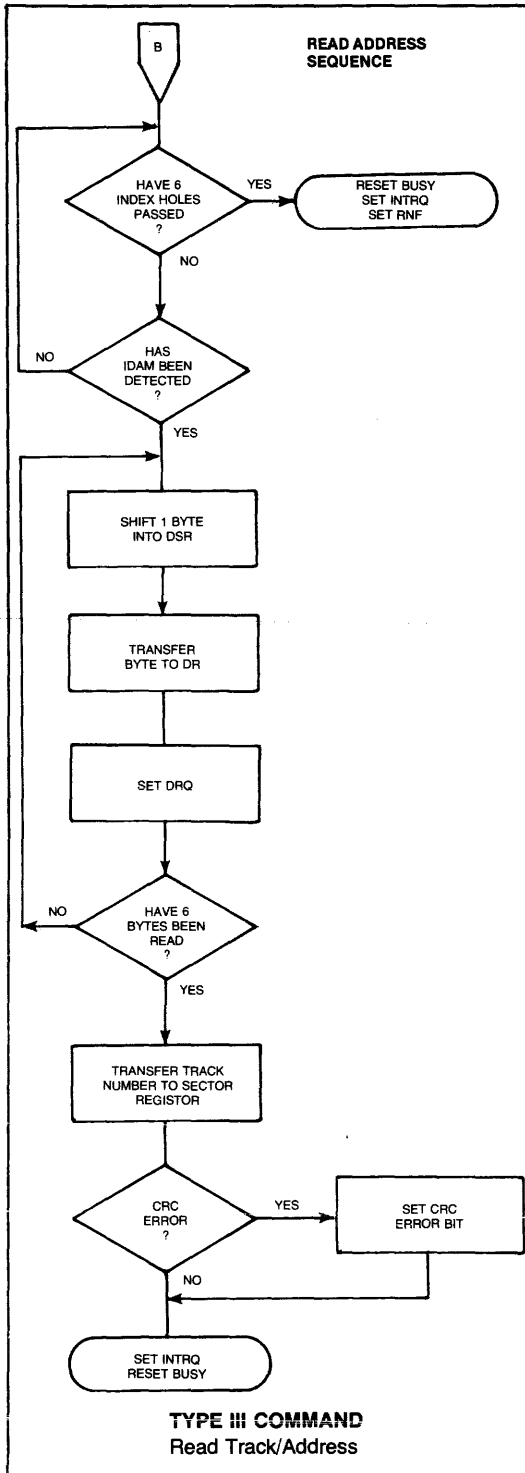 B
READ ADDRESS
SEQUENCE
HAVE 6
INDEX HOLES
PASSED
?
YES
RESET BUSY
SET INTRQ
SET RNF
NO
HAS
IDAM BEEN
DETECTED
?
NO
YES
SHIFT 1 BYTE
INTO DSR
TRANSFER
BYTE TO DR
SET DRQ
HAVE 6
BYTES BEEN
READ
?
NO
YES
TRANSFER TRACK
NUMBER TO SECTOR
REGISTOR
CRC
ERROR
?
YES
SET CRC
ERROR BIT
NO
SET INTRQ
RESET BUSY
TYPE III COMMAND
Read Track/Address